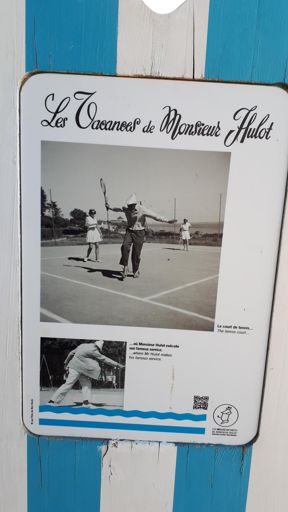 Les Vacances de Monsieur Hulot
Le court de tennis...
The tennis court...
...où Monsieur Hulot exécute
son fameux service.
...where Mr Hulot makes
his famous service.